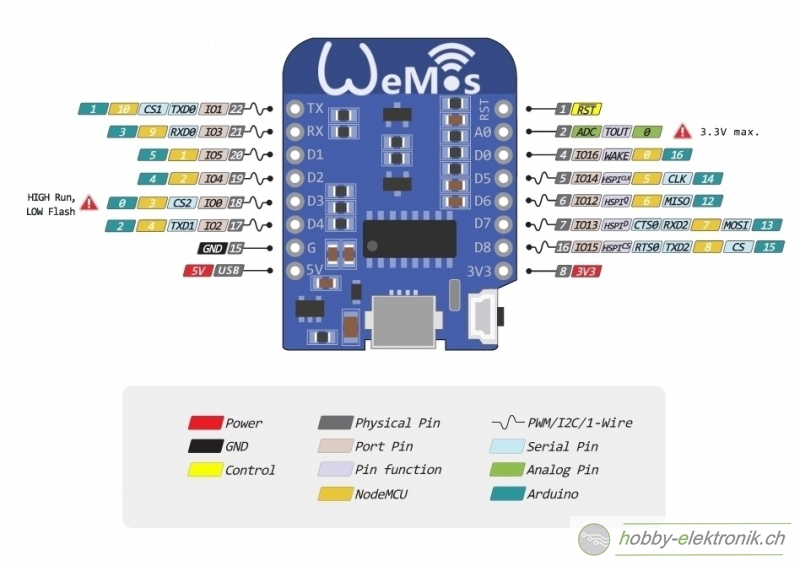 WeMos
1 10 CS1 TXD0 IO1 22 TX
3 9 RXD0 IO3 21 RX
5 1 IO5 20 D1
4 2 IO4 19 D2
HIGH Run,
LOW Flash
0 3 CS2 IO0 18 D3
2 4 TXD1 IO2 17 D4
GND 15 G
5V USB 5V
RST 1 RST
A0 2 ADC TOUT 0 3.3V max.
D0 4 IO16 WAKE 0 16
D5 5 IO14 HSPICLK 5 CLK 14
D6 6 IO12 HSPIQ 6 MISO 12
D7 7 IO13 HSPID CTS0 RXD2 7 MOSI 13
D8 16 IO15 HSPICS RTS0 TXD2 8 CS 15
3V3 8 3V3
Power
GND
Control
Physical Pin
Port Pin
Pin function
NodeMCU
PWM/I2C/1-Wire
Serial Pin
Analog Pin
Arduino
hobby-elektronik.ch